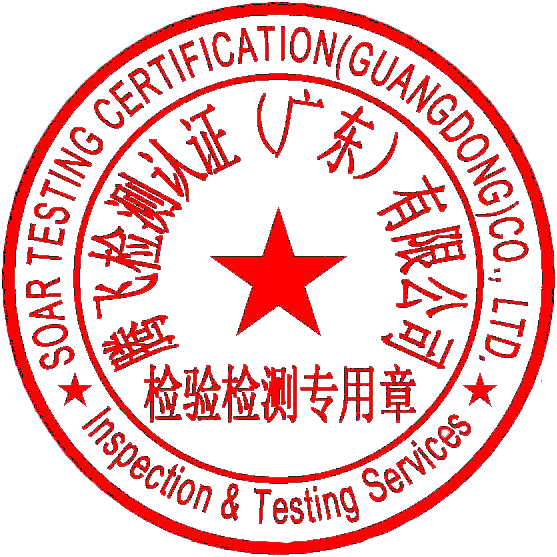 SOAR TESTING CERTIFICATION(GUANGDONG)CO., LTD.
腾飞检测认证（广东）有限公司
检验检测专用章
Inspection & Testing Services